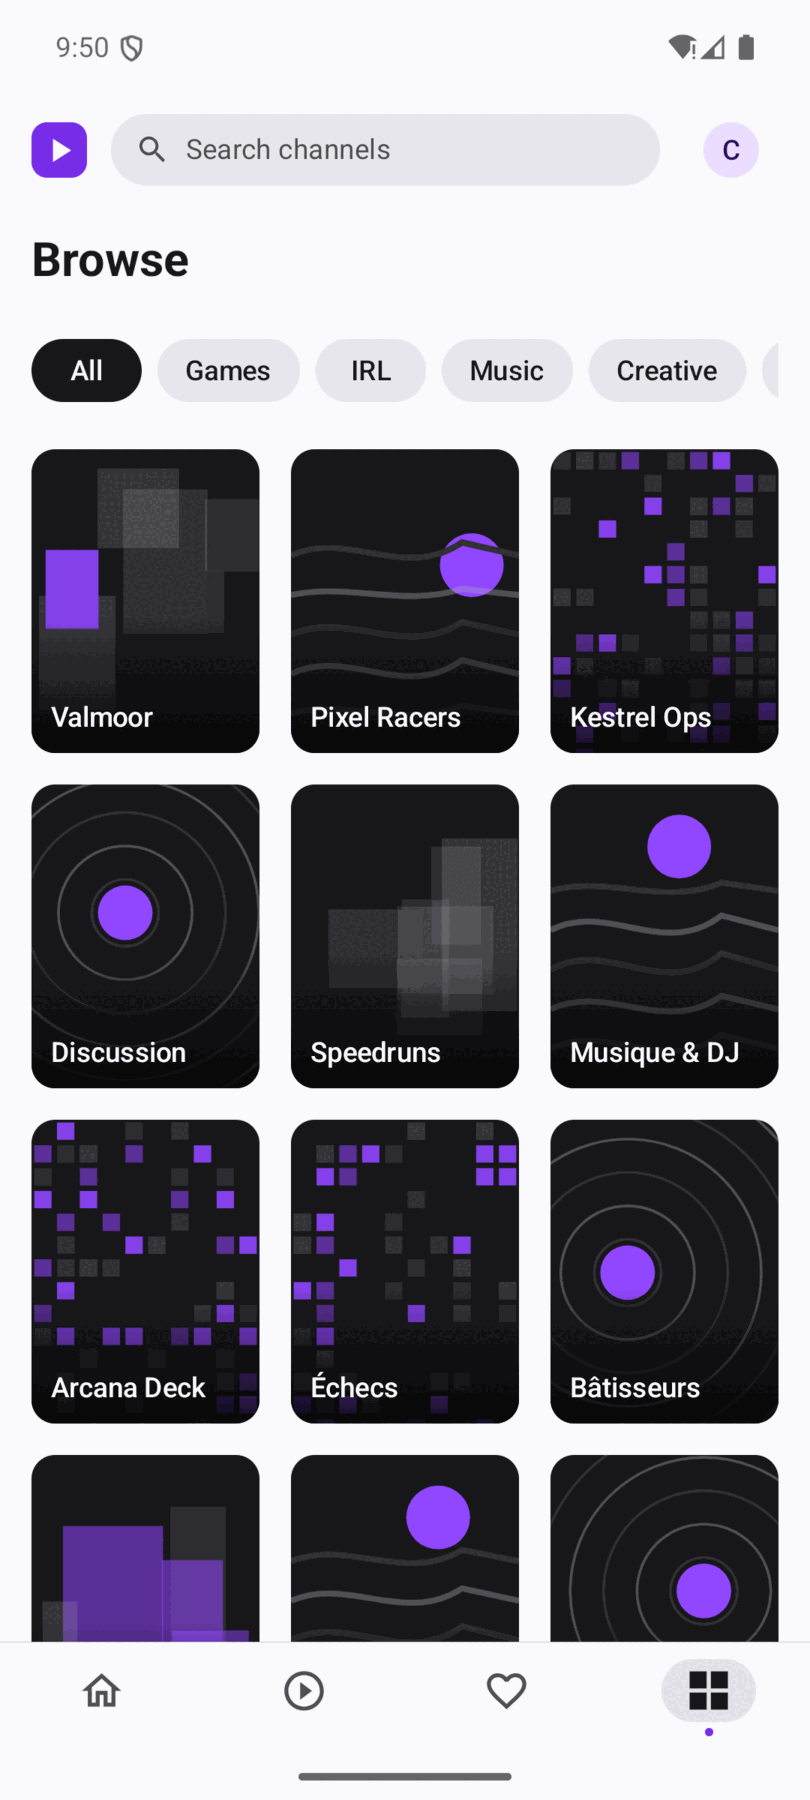 9:50
Search channels
C
Browse
All
Games
IRL
Music
Creative
Valmoor
Pixel Racers
Kestrel Ops
Discussion
Speedruns
Musique & DJ
Arcana Deck
Échecs
Bâtisseurs